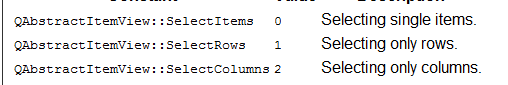 QAbstractItemView::SelectItems 0 Selecting single items.
QAbstractItemView::SelectRows 1 Selecting only rows.
QAbstractItemView::SelectColumns 2 Selecting only columns.